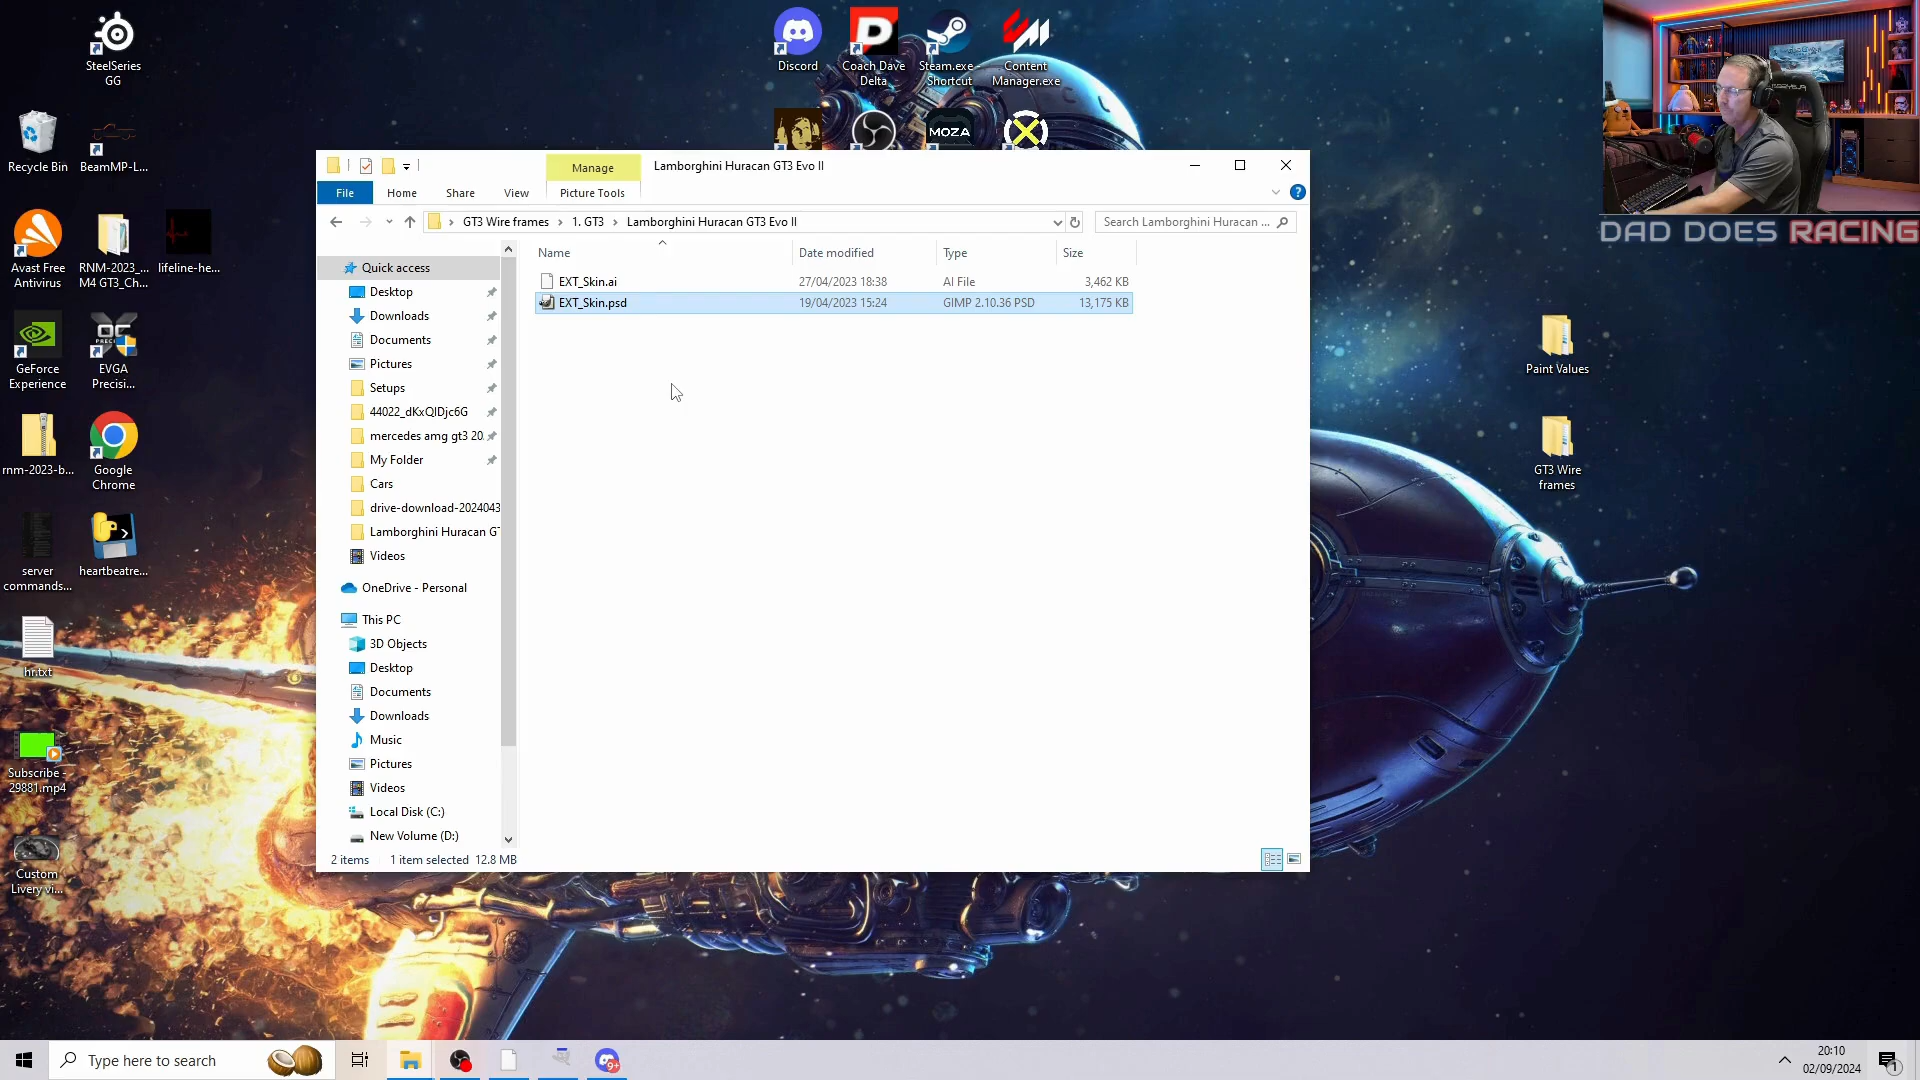 SteelSeries
GG
Recycle Bin
BeamMP-L...
Avast Free
Antivirus
RNM-2023_...
M4 GT3_Ch...
lifeline-he...
GeForce
Experience
EVGA
Precisi...
rnm-2023-b...
Google
Chrome
server
commands...
heartbeatre...
hr.txt
Subscribe -
29881.mp4
Custom
Livery vi...
Discord
Coach Dave
Delta
Steam.exe -
Shortcut
Content
Manager.exe
MOZA
Manage
Lamborghini Huracan GT3 Evo II
File
Home
Share
View
Picture Tools
GT3 Wire frames
1. GT3
Lamborghini Huracan GT3 Evo II
Search Lamborghini Huracan ...
Name
Date modified
Type
Size
EXT_Skin.ai
27/04/2023 18:38
AI File
3,462 KB
EXT_Skin.psd
19/04/2023 15:24
GIMP 2.10.36 PSD
13,175 KB
Quick access
Desktop
Downloads
Documents
Pictures
Setups
44022_dKxQlDjc6G
mercedes amg gt3 20
My Folder
Cars
drive-download-2024043
Lamborghini Huracan GT
Videos
OneDrive - Personal
This PC
3D Objects
Desktop
Documents
Downloads
Music
Pictures
Videos
Local Disk (C:)
New Volume (D:)
2 items
1 item selected 12.8 MB
DAD DOES RACING
Paint Values
GT3 Wire
frames
Type here to search
9+
20:10
02/09/2024
1